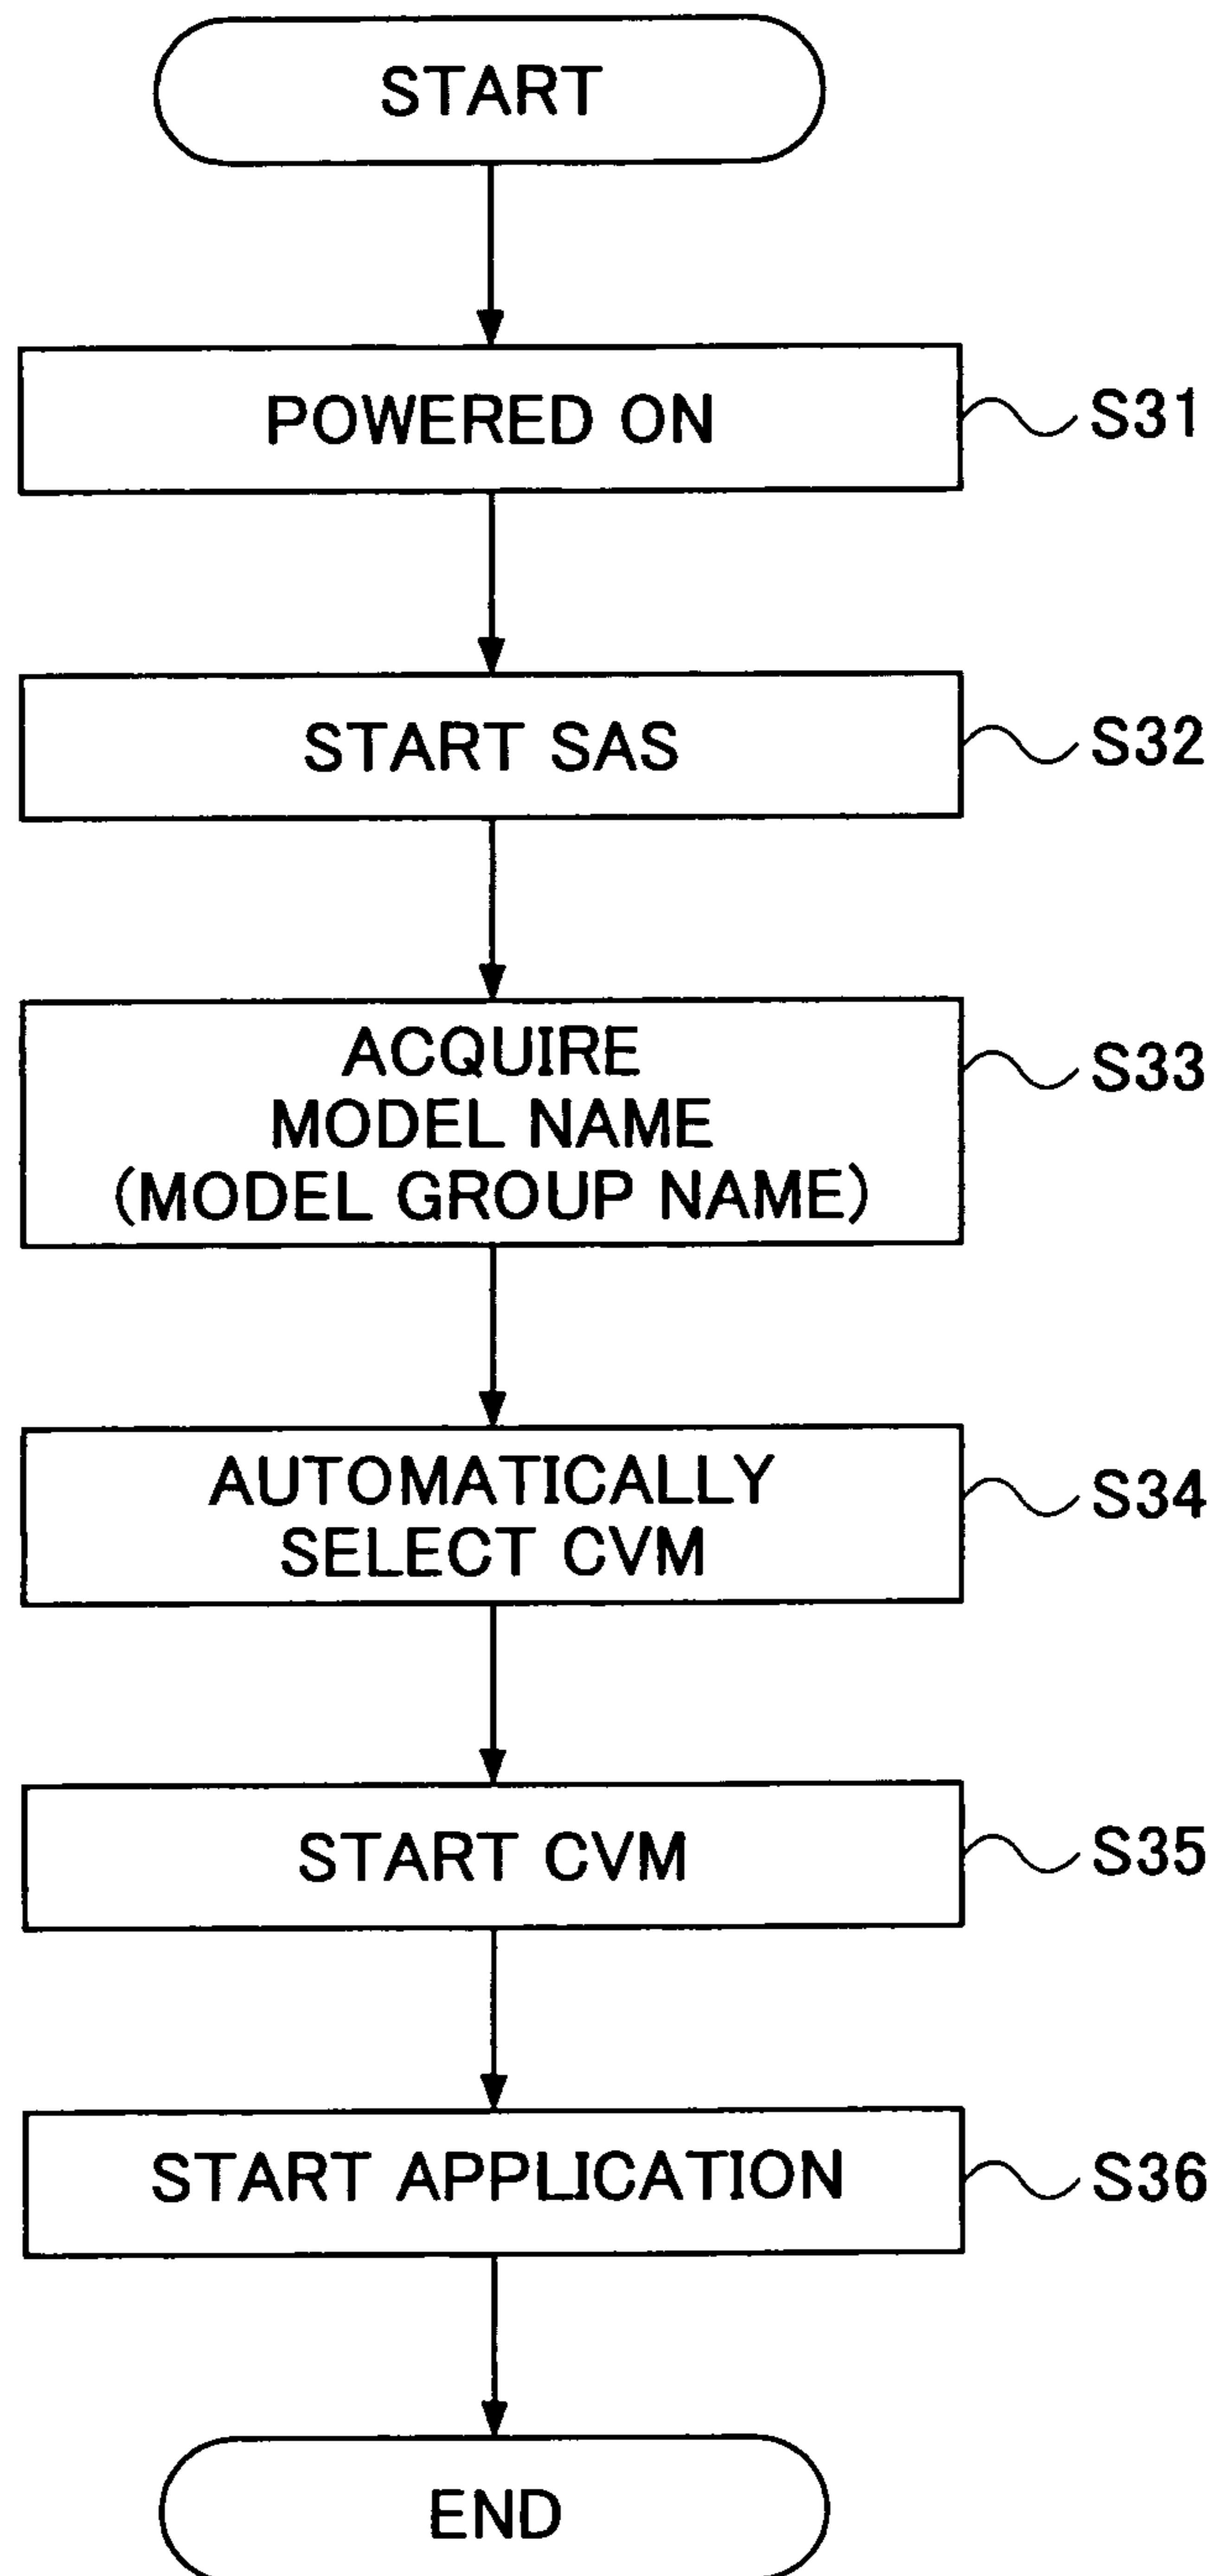 START
POWERED ON
S31
START SAS
S32
ACQUIRE
MODEL NAME
(MODEL GROUP NAME)
S33
AUTOMATICALLY
SELECT CVM
S34
START CVM
S35
START APPLICATION
S36
END